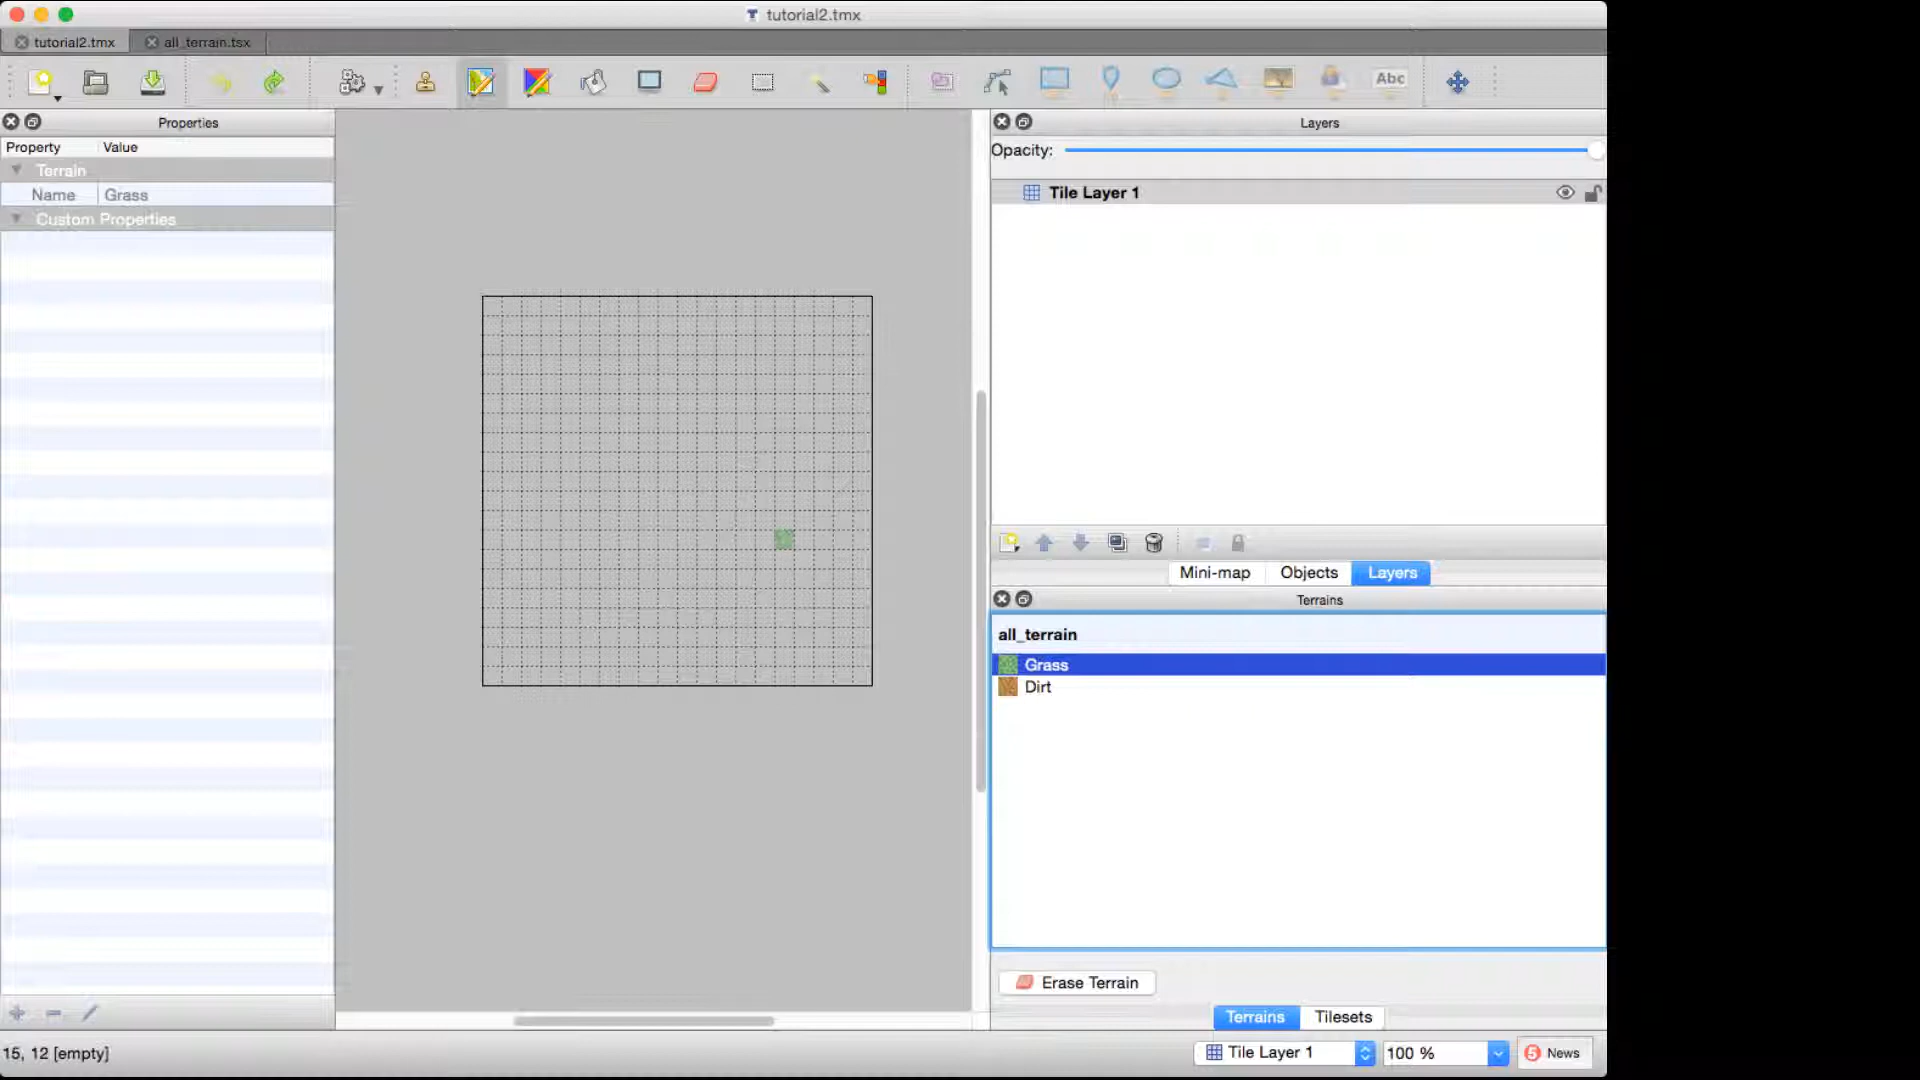 tutorial2.tmx
tutorial2.tmx
all_terrain.tsx
Abc
Properties
Property
Value
Terrain
Name
Grass
Custom Properties
Layers
Opacity:
Tile Layer 1
Mini-map
Objects
Layers
Terrains
all_terrain
Grass
Dirt
Erase Terrain
Terrains
Tilesets
15, 12 [empty]
Tile Layer 1
100 %
5
News